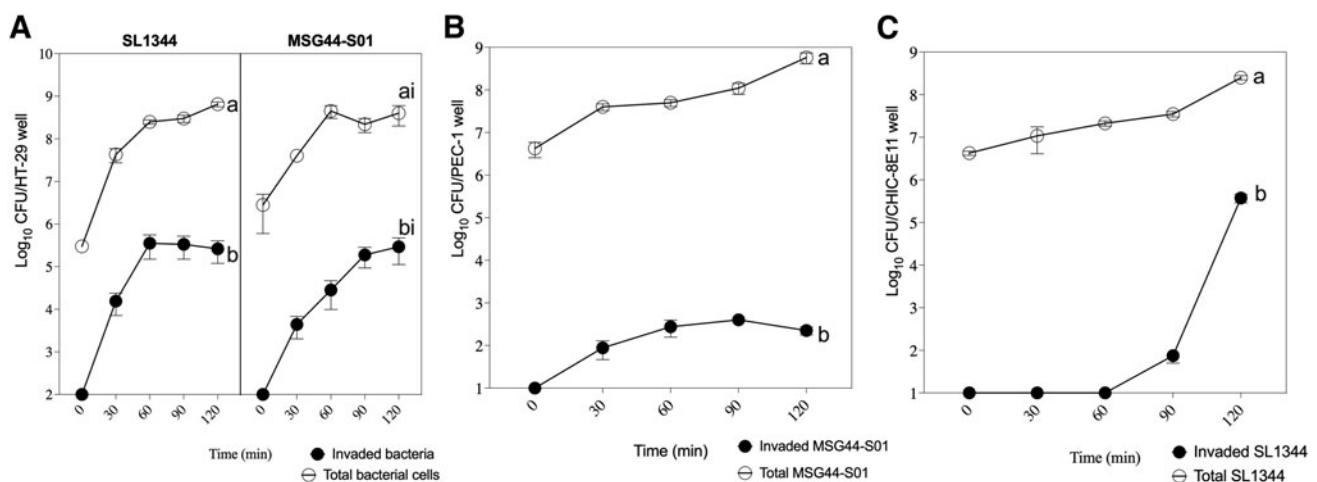 A
SL1344 MSG44-S01
Log10 CFU/HT-29 well
10
9
8
7
6
5
4
3
2
a
b
ai
bi
0 30 60 90 120 0 30 60 90 120
Time (min)
Invaded bacteria
Total bacterial cells
B
Log10 CFU/PEC-1 well
9
8
7
6
5
4
3
2
1
a
b
0 30 60 90 120
Time (min)
Invaded MSG44-S01
Total MSG44-S01
C
Log10 CFU/CHIC-8E11 well
9
8
7
6
5
4
3
2
1
a
b
0 30 60 90 120
Time (min)
Invaded SL1344
Total SL1344